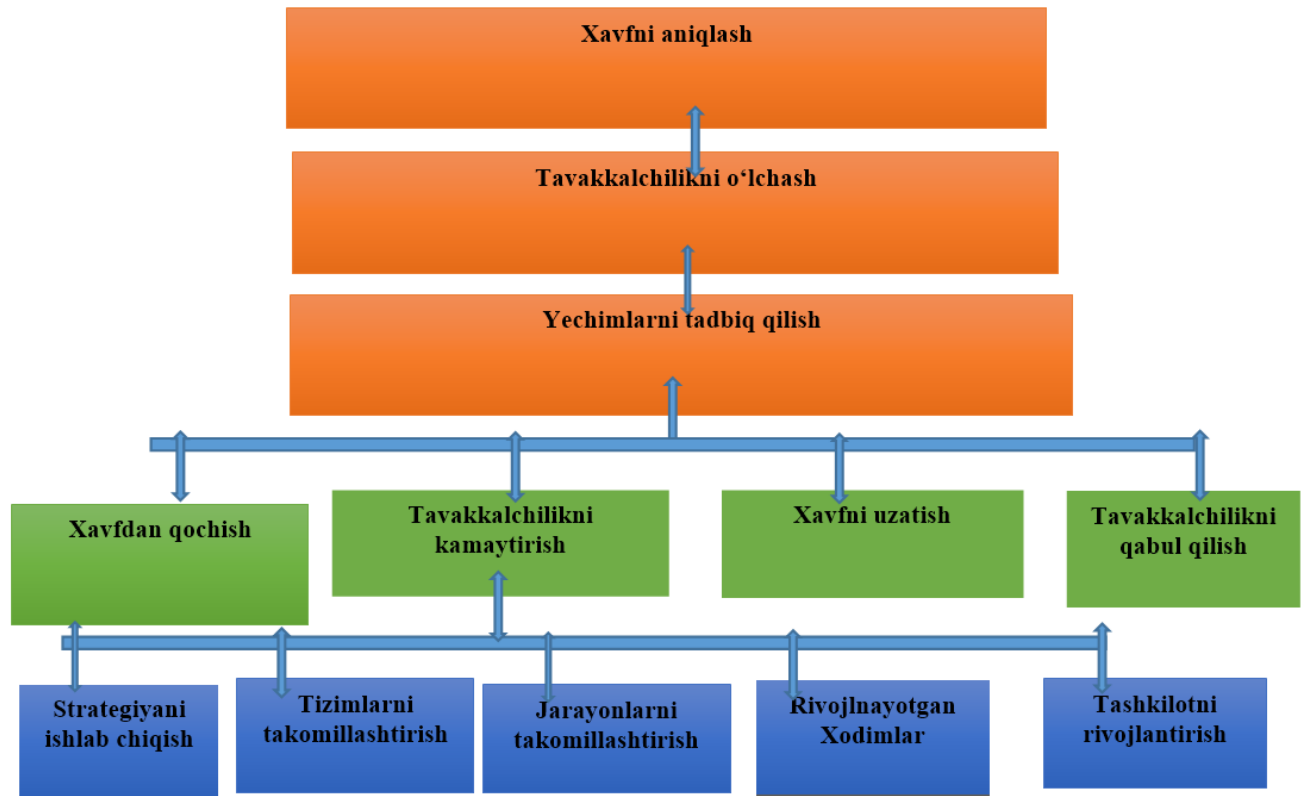 Xavfni aniqlash
Tavakkalchilikni o‘lchash
Yechimlarni tadbiq qilish
Xavfdan qochish
Tavakkalchilikni
kamaytirish
Xavfni uzatish
Tavakkalchilikni
qabul qilish
Strategiyani
ishlab chiqish
Tizimlarni
takomillashtirish
Jarayonlarni
takomillashtirish
Rivojlnayotgan
Xodimlar
Tashkilotni
rivojlantirish